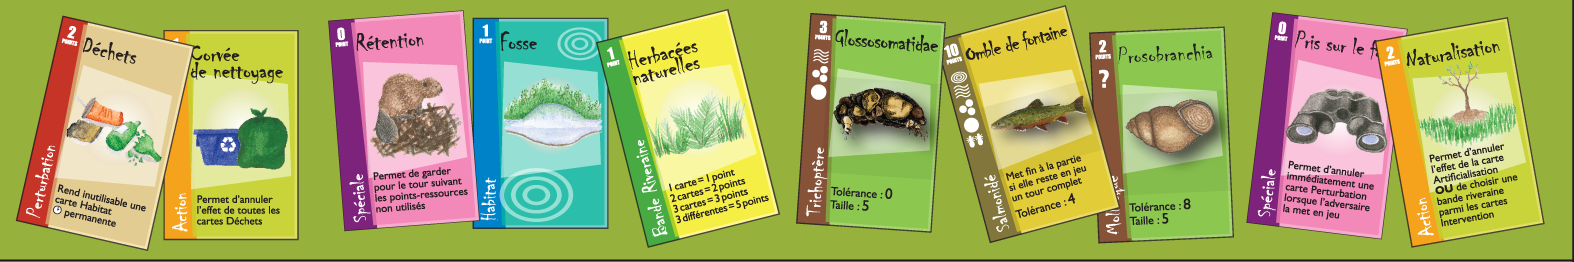 2
POINTS
Déchets
Rend inutilisable une
carte Habitat
permanente
Perturbation
Corvée
de nettoyage
Permet d'annuler
l'effet de toutes les
cartes Déchets
Action
0
POINT
Rétention
Permet de garder
pour le tour suivant
les points-ressources
non utilisés
Spéciale
1
POINT
Fosse
Habitat
1
POINT
Herbacées
naturelles
1 carte = 1 point
2 cartes = 2 points
3 cartes = 3 points
3 différentes = 5 points
Bande Riveraine
3
POINTS
Glossosomatidae
Tolérance : 0
Taille : 5
Trichoptère
10
POINTS
Omble de fontaine
Met fin à la partie
si elle reste en jeu
un tour complet
Tolérance : 4
Salmonidé
2
POINTS
?
Prosobranchia
Tolérance : 8
Taille : 5
0
POINT
Pris sur le f
Permet d'annuler
immédiatement une
carte Perturbation
lorsque l'adversaire
la met en jeu
Spéciale
2
POINTS
Naturalisation
Permet d'annuler
l'effet de la carte
Artificialisation
OU de choisir une
bande riveraine
parmi les cartes
Intervention
Action